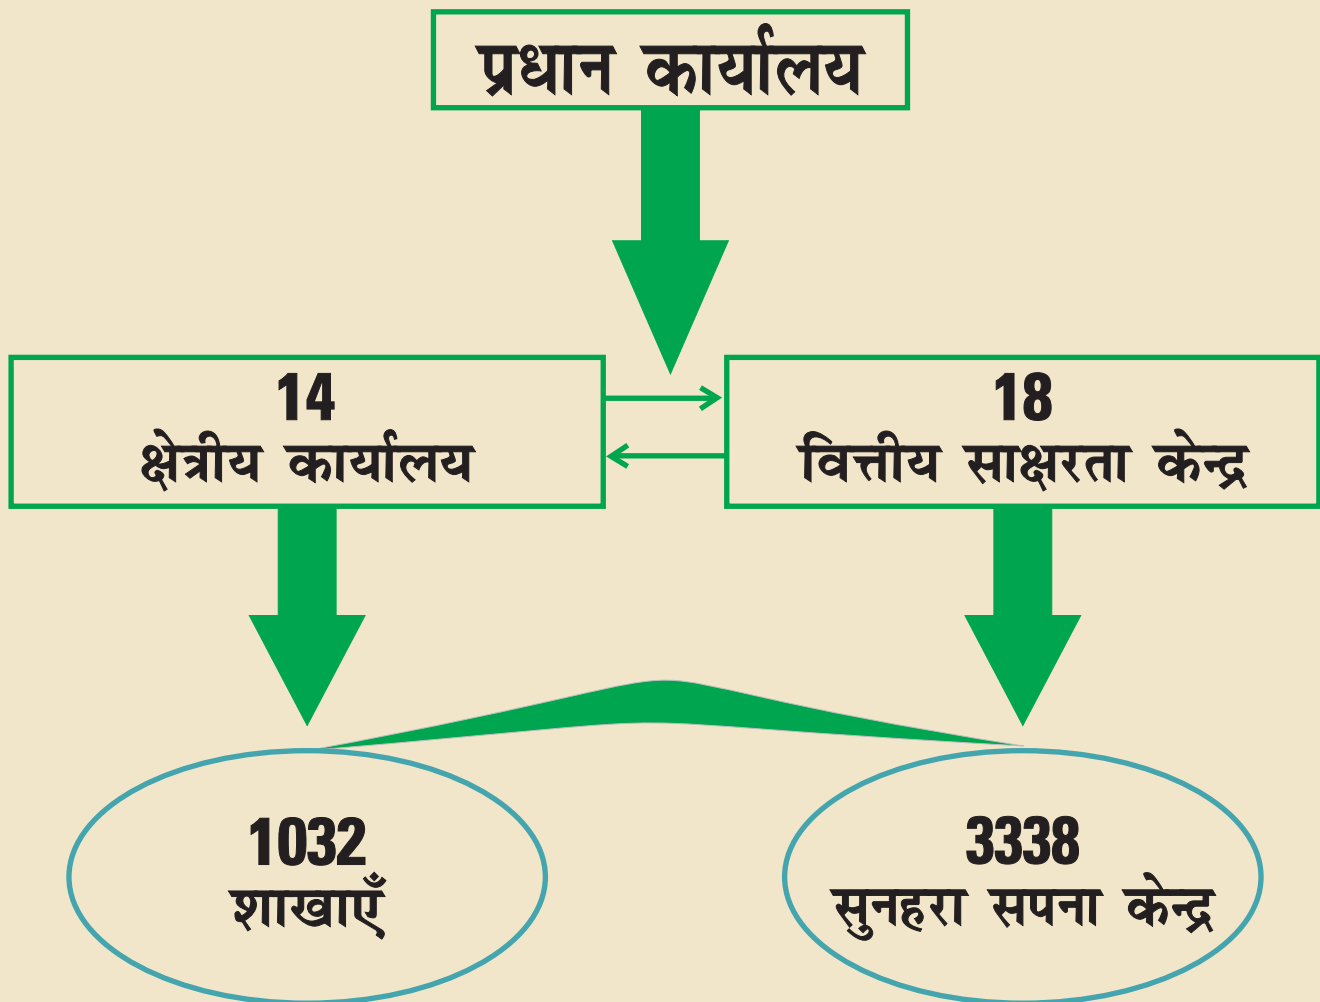 प्रधान कार्यालय
14
क्षेत्रीय कार्यालय
18
वित्तीय साक्षरता केन्द्र
1032
शाखाएँ
3338
सुनहरा सपना केन्द्र